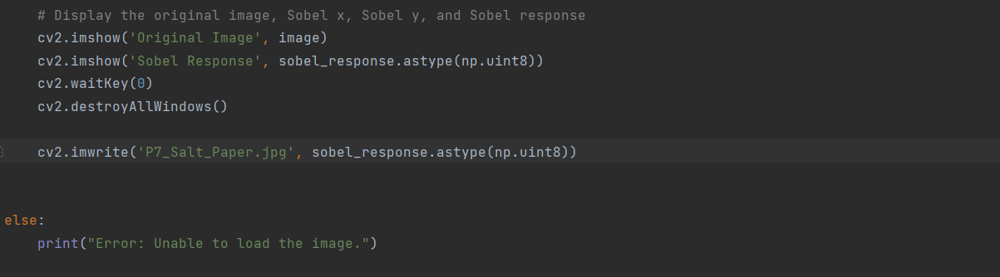 # Display the original image, Sobel x, Sobel y, and Sobel response
cv2.imshow('Original Image', image)
cv2.imshow('Sobel Response', sobel_response.astype(np.uint8))
cv2.waitKey(0)
cv2.destroyAllWindows()
cv2.imwrite('P7_Salt_Paper.jpg', sobel_response.astype(np.uint8))
else:
print("Error: Unable to load the image.")